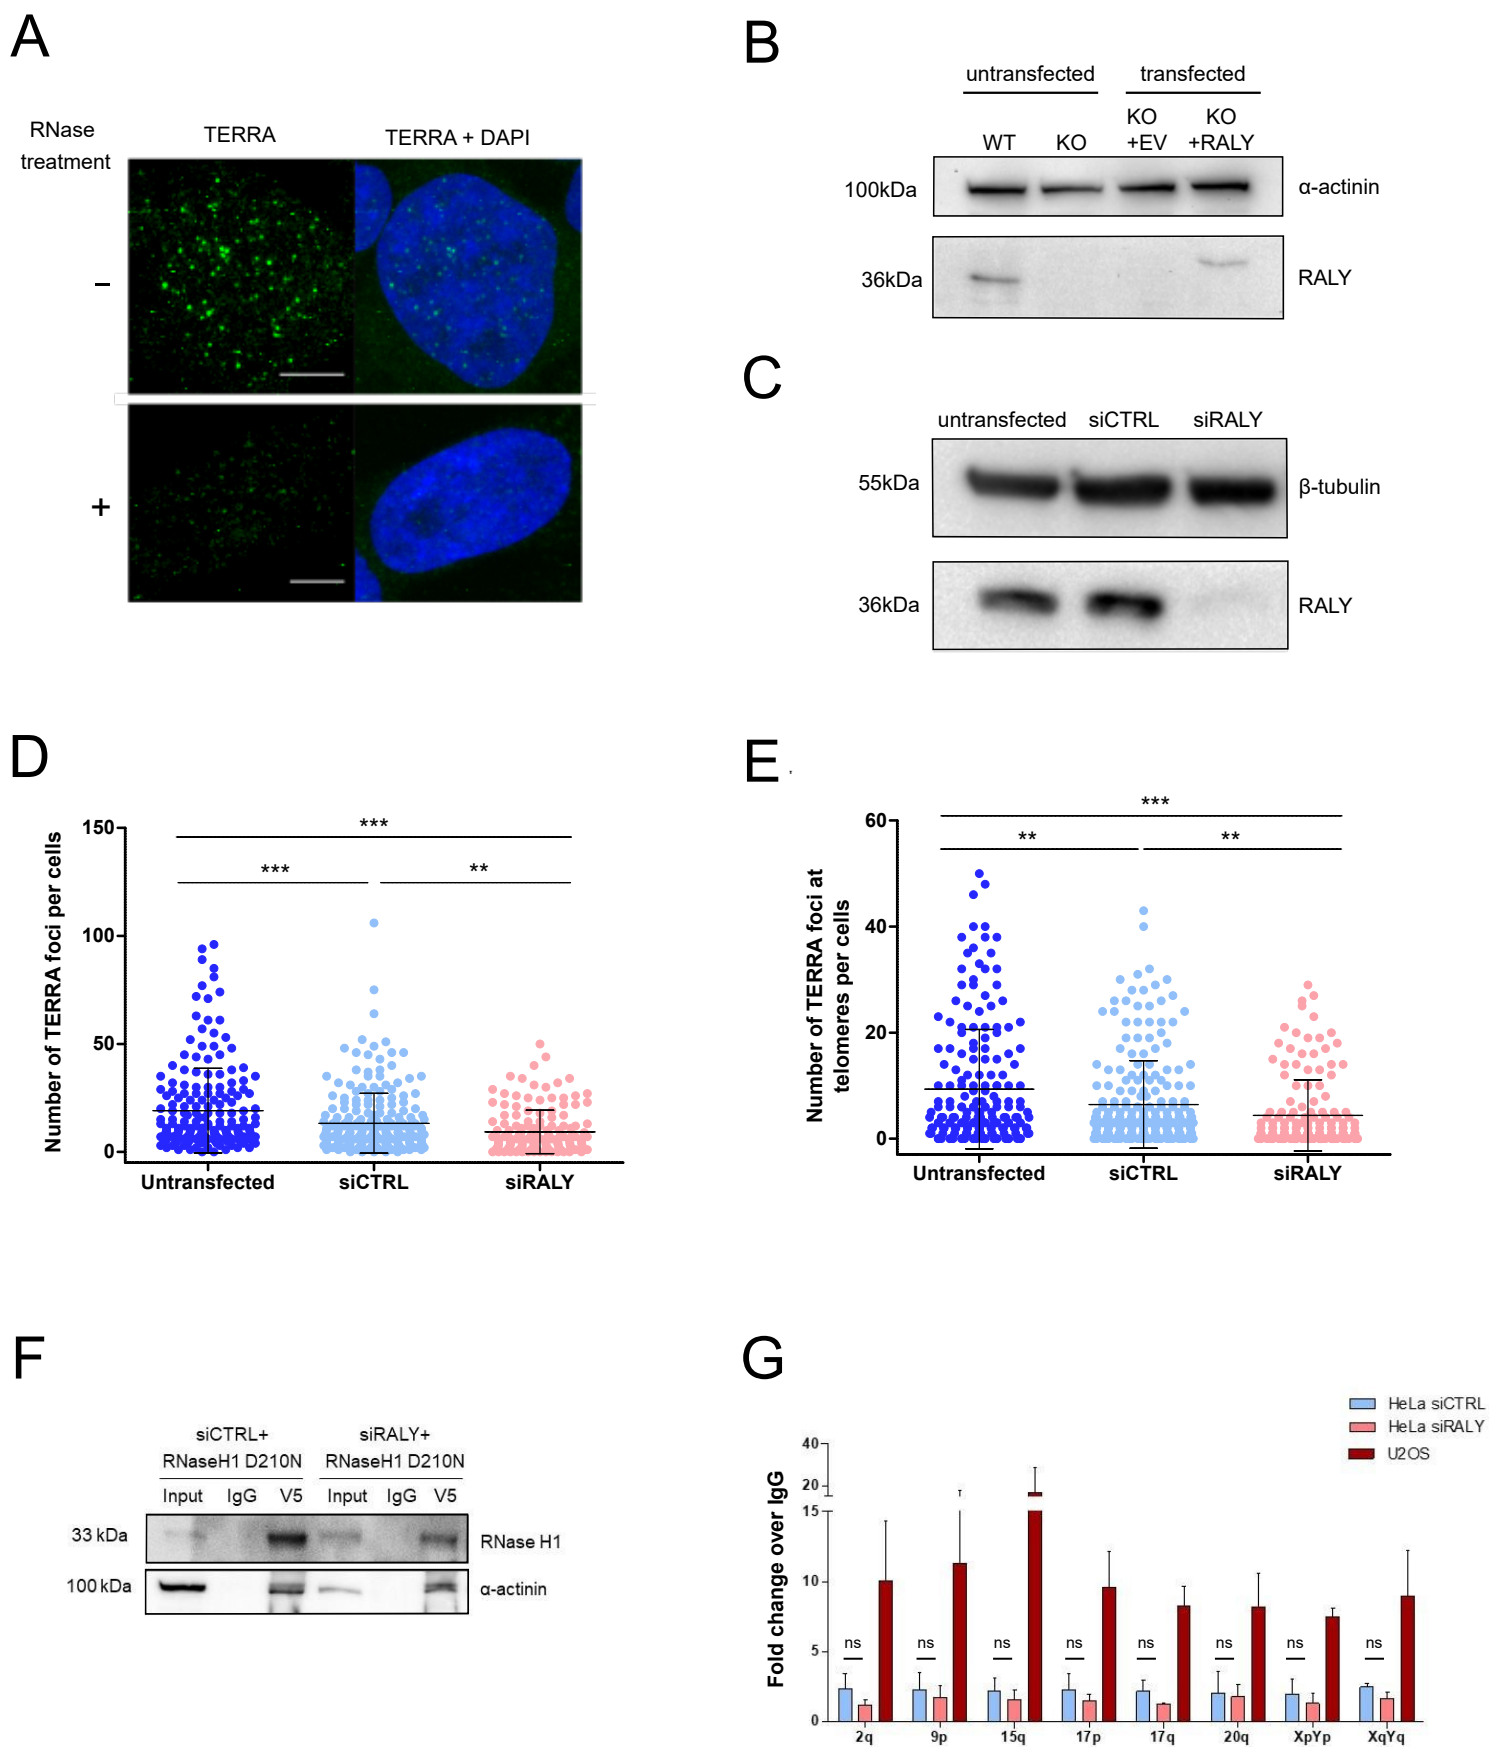 A
RNase
treatment
TERRA
TERRA + DAPI
–
+
B
untransfected
transfected
WT
KO
KO
+EV
KO
+RALY
100kDa
α-actinin
36kDa
RALY
C
untransfected
siCTRL
siRALY
55kDa
β-tubulin
36kDa
RALY
D
Number of TERRA foci per cells
150
100
50
0
***
***
**
Untransfected
siCTRL
siRALY
E
Number of TERRA foci at
telomeres per cells
60
40
20
0
***
**
**
Untransfected
siCTRL
siRALY
F
siCTRL+
RNaseH1 D210N
siRALY+
RNaseH1 D210N
Input
IgG
V5
Input
IgG
V5
33 kDa
RNase H1
100 kDa
α-actinin
G
HeLa siCTRL
HeLa siRALY
U2OS
Fold change over IgG
40
20
15
10
5
0
ns
ns
ns
ns
ns
ns
ns
ns
2q
9p
15q
17p
17q
20q
XpYp
XqYq